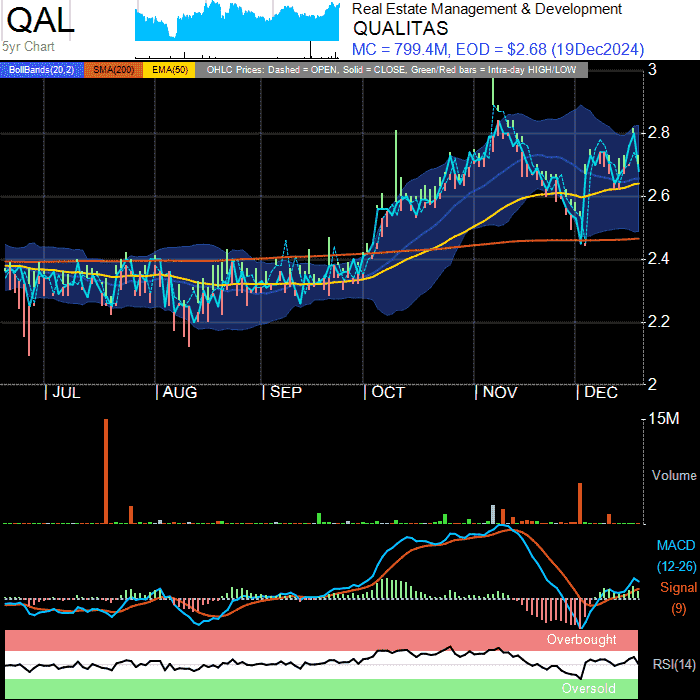 QAL
5yr Chart
Real Estate Management & Development
QUALITAS
MC = 799.4M, EOD = $2.68 (19Dec2024)
BollBands(20,2) SMA(200) EMA(50) OHLC Prices: Dashed = OPEN, Solid = CLOSE, Green/Red bars = Intra-day HIGH/LOW
3
2.8
2.6
2.4
2.2
2
JUL AUG SEP OCT NOV DEC
15M
Volume
MACD
(12-26)
Signal
(9)
Overbought
RSI(14)
Oversold